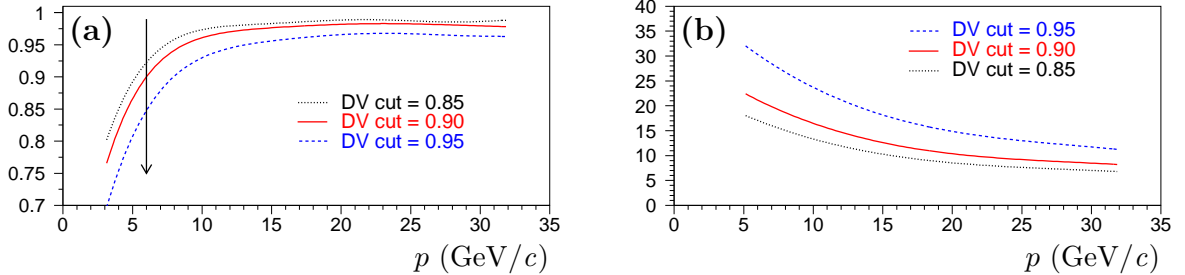 (a)
1
0.95
0.9
0.85
0.8
0.75
0.7
DV cut = 0.85
DV cut = 0.90
DV cut = 0.95
0 5 10 15 20 25 30 35
p (GeV/c)
(b)
40
35
30
25
20
15
10
5
0
DV cut = 0.95
DV cut = 0.90
DV cut = 0.85
0 5 10 15 20 25 30 35
p (GeV/c)